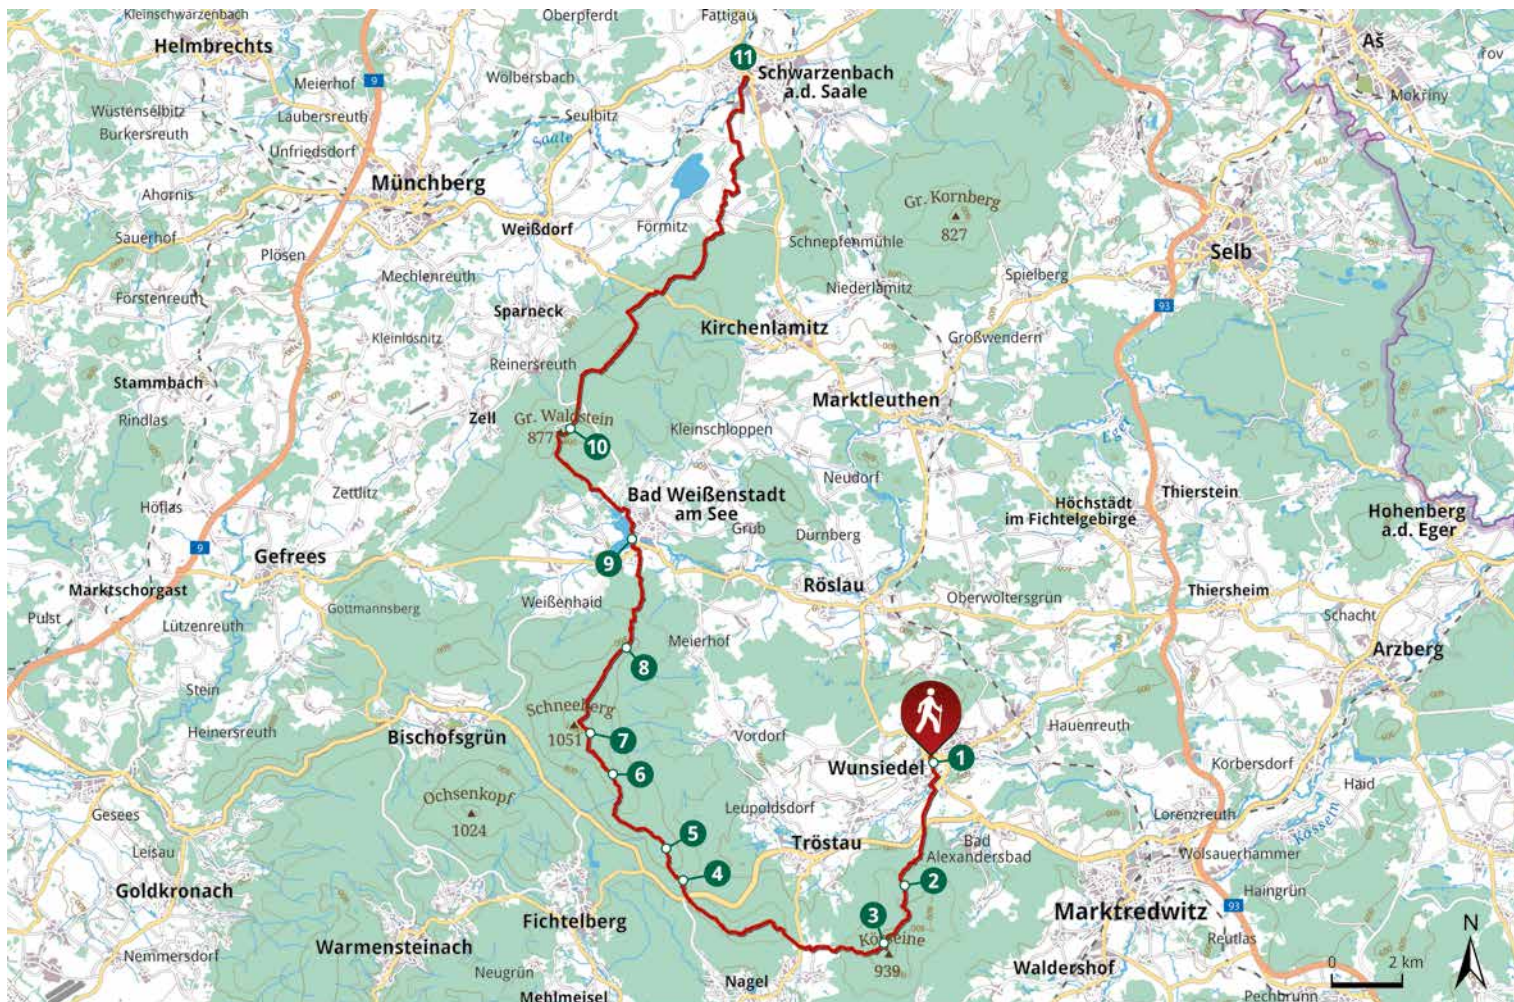 Kleinschwarzenbach
Oberpferdt
Fattigau
Helmbrechts
Aš
rov
11
Schwarzenbach
a.d. Saale
Meierhof
9
Wölbersbach
Mokřiny
Wüstenselbitz
Laubersreuth
Seulbitz
Burkersreuth
Unfriedsdorf
Saale
Münchberg
Ahornis
Gr. Kornberg
827
Sauerhof
Weißdorf
Förmitz
Schnepfenmühle
Plösen
Selb
Mechlenreuth
Spielberg
Forstenreuth
Niederlamitz
93
Sparneck
Kirchenlamitz
Kleinlosnitz
Großwendern
Reinersreuth
Stammbach
Marktleuthen
Rindlas
Zell
Gr. Waldstein
877
10
Kleinschloppen
Eger
Neudorf
Zettlitz
Bad Weißenstadt
am See
Thierstein
Höflas
Höchstädt
im Fichtelgebirge
Hohenberg
a.d. Eger
Grub
Dürnberg
9
Gefrees
9
Röslau
Marktschorgast
Weißenhaid
Oberwoltersgrün
Thiersheim
Pulst
Gottmannsberg
Schacht
Lützenreuth
Meierhof
Arzberg
8
Stein
Schneeberg
1051
Heinersreuth
Bischofsgrün
7
Vordorf
Hauenreuth
1
Wunsiedel
Korbersdorf
6
Haid
Ochsenkopf
1024
Leupoldsdorf
Gesees
Lorenzreuth
Kössein
5
Tröstau
Bad
Alexandersbad
Leisau
Wolsauerhammer
4
2
Goldkronach
Haingrün
Fichtelberg
3
Marktredwitz
93
Kösseine
939
N
Warmensteinach
Reutlas
Nemmersdorf
Neugrün
Nagel
Waldershof
0
2 km
Mehlmeisel
Pechbrunn